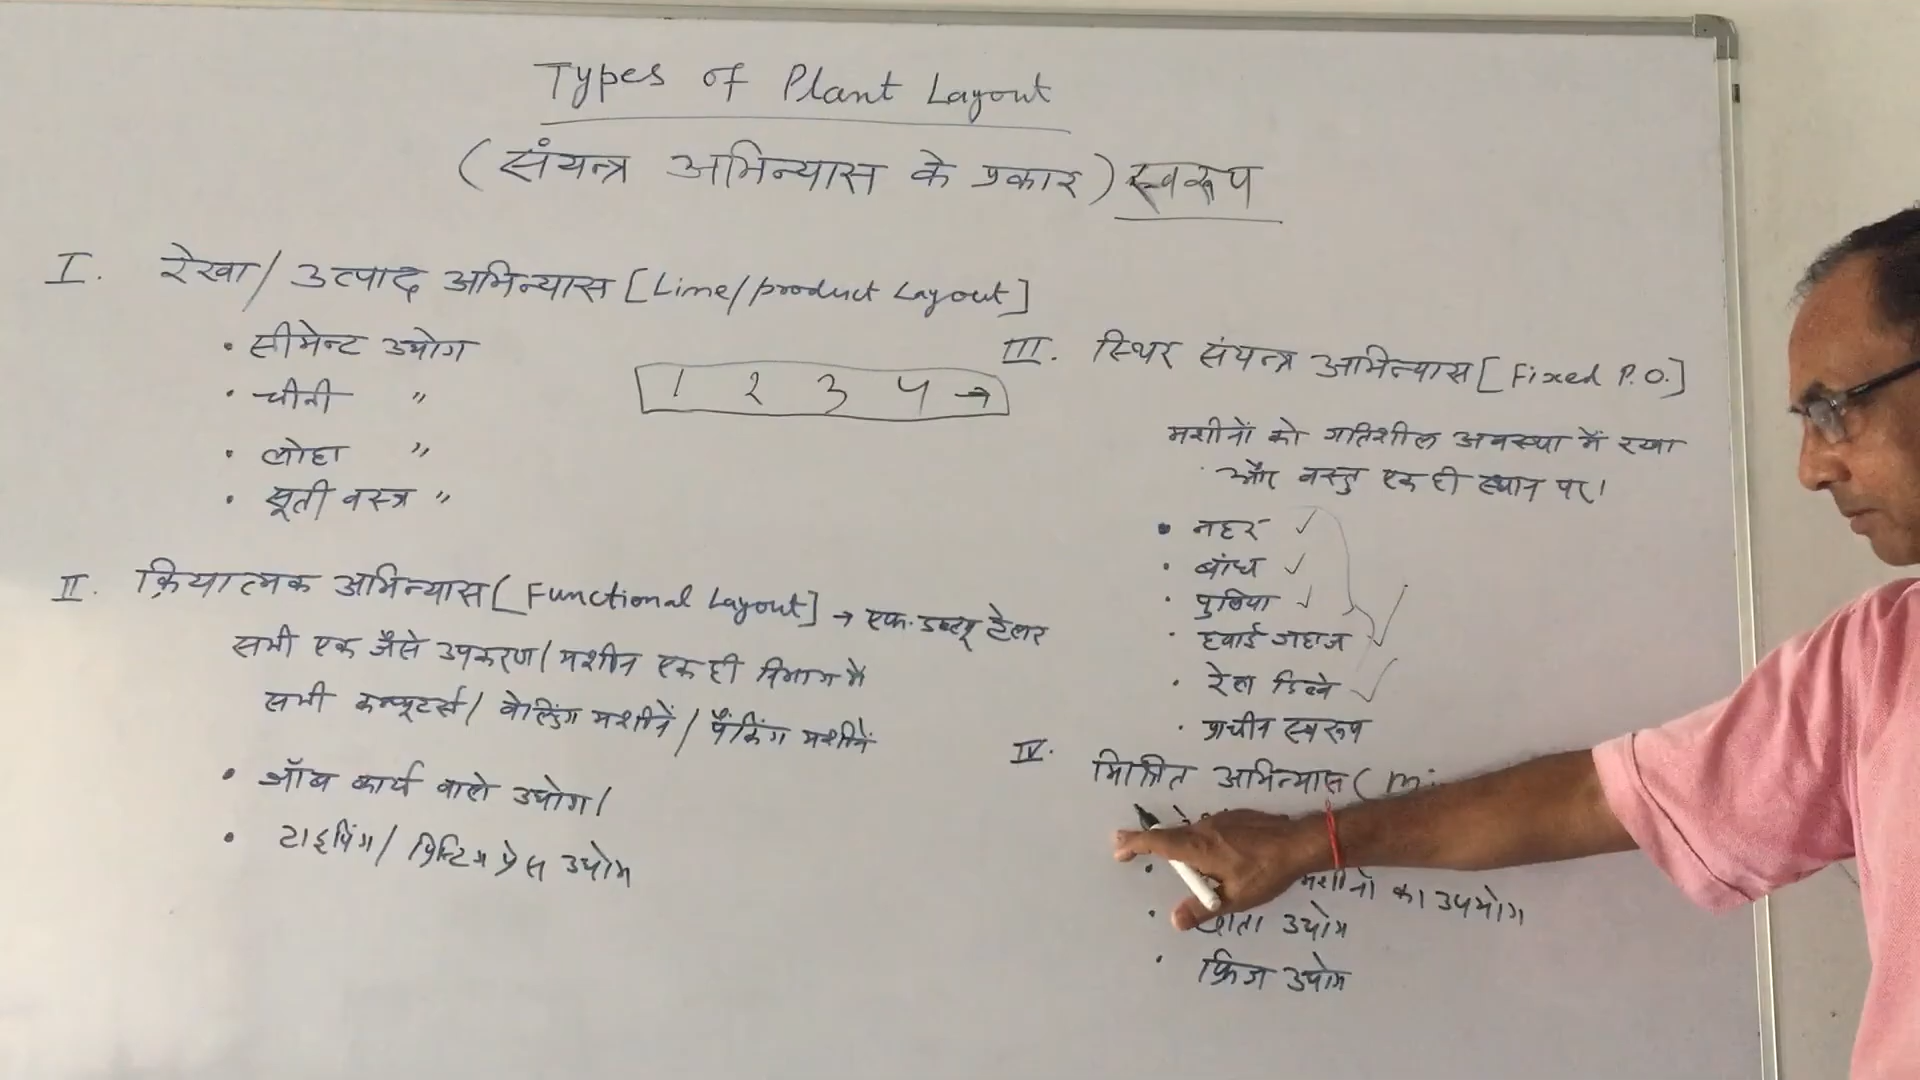 Types of Plant Layout
(संयन्त्र अभिन्यास के प्रकार) स्वरूप
I. रेखा/उत्पाद अभिन्यास [Line/product Layout]
• सीमेन्ट उद्योग
• चीनी "
• लोहा "
• सूती वस्त्र "
1 2 3 4 →
II. क्रियात्मक अभिन्यास [Functional Layout] → एफ. डब्ल्यू टेलर
सभी एक जैसे उपकरण/मशीन एक ही विभाग में
सभी कम्प्यूटर्स/वेल्डिंग मशीनें/पैकिंग मशीनें
• जॉब कार्य वाले उद्योग।
• टाइपिंग/प्रिन्टिग प्रेस उद्योग
III. स्थिर संयन्त्र अभिन्यास [Fixed P.O.]
मशीनों को गतिशील अवस्था में रखा
और वस्तु एक ही स्थान पर।
• नहर ✓
• बांध ✓
• पुलिया ✓
• हवाई जहाज ✓
• रेल डिब्बे ✓
• प्राचीन स्वरूप
IV. मिश्रित अभिन्यास (
मशीनों का उपयोग
उद्योग
• फ्रिज उद्योग